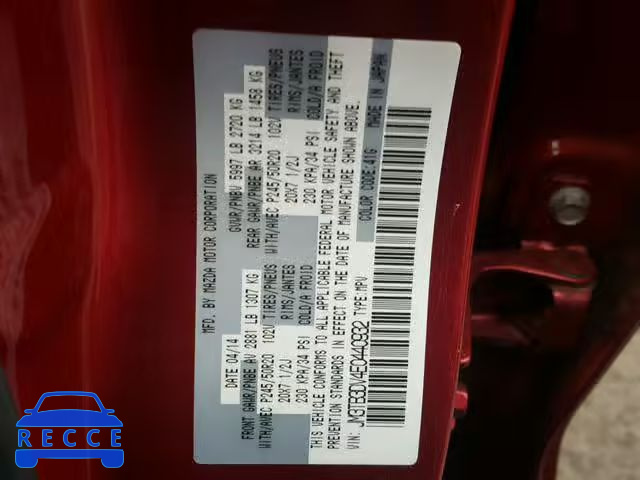 MFD. BY MAZDA MOTOR CORPORATION
DATE 04/14 GVWR/PNBV 5997 LB 2720 KG
FRONT GAWR/PNBE AV 2881 LB 1307 KG REAR GAWR/PNBE AR 3214 LB 1458 KG
WITH/AVEC P245/50R20 102V TIRES/PNEUS WITH/AVEC P245/50R20 102V TIRES/PNEUS
20X7 1/2J RIMS/JANTES 20X7 1/2J RIMS/JANTES
230 KPA/34 PSI COLD/A FROID 230 KPA/34 PSI COLD/A FROID
THIS VEHICLE CONFORMS TO ALL APPLICABLE FEDERAL MOTOR VEHICLE SAFETY AND THEFT
PREVENTION STANDARDS IN EFFECT ON THE DATE OF MANUFACTURE SHOWN ABOVE.
VIN: JM3TB3DV4E0440932 TYPE:MPV COLOR CODE/41G MADE IN JAPAN
AUTO
BID
MASTER